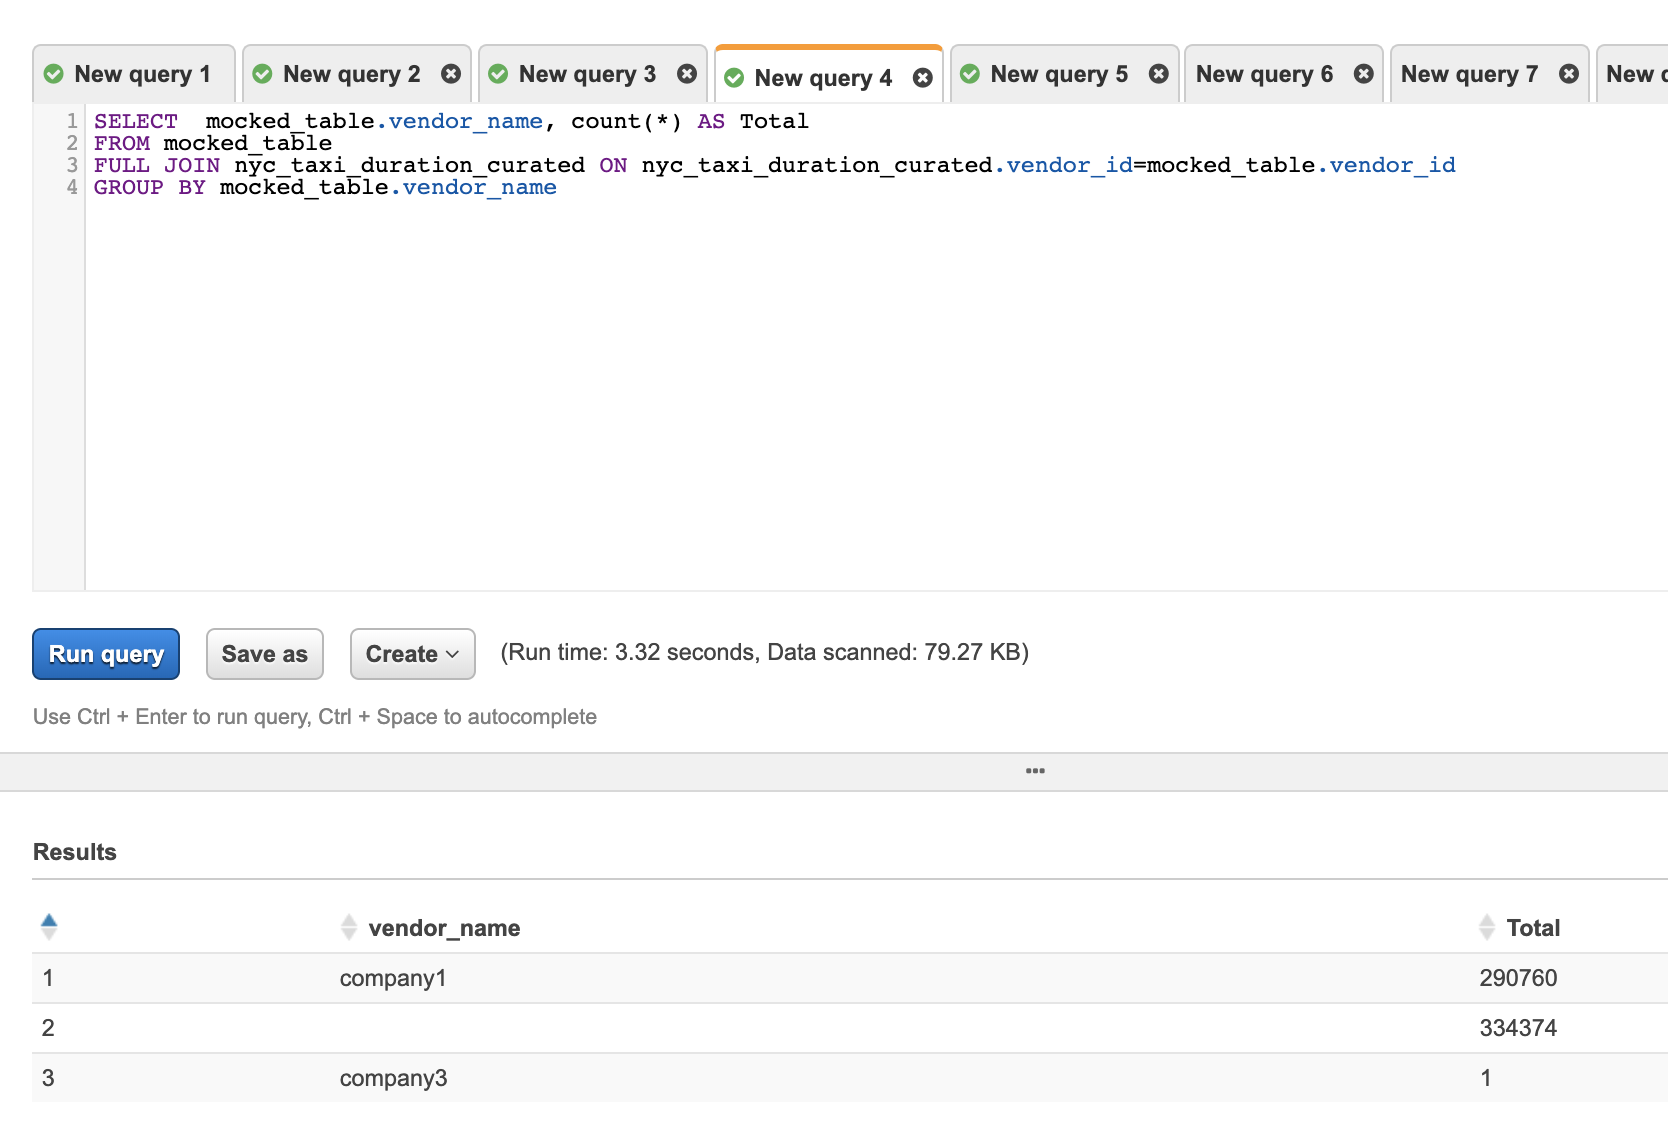 New query 1 New query 2 New query 3 New query 4 New query 5 New query 6 New query 7 New
1 SELECT  mocked_table.vendor_name, count(*) AS Total
2 FROM mocked_table
3 FULL JOIN nyc_taxi_duration_curated ON nyc_taxi_duration_curated.vendor_id=mocked_table.vendor_id
4 GROUP BY mocked_table.vendor_name
Run query Save as Create (Run time: 3.32 seconds, Data scanned: 79.27 KB)
Use Ctrl + Enter to run query, Ctrl + Space to autocomplete
Results
vendor_name Total
1 company1 290760
2 334374
3 company3 1